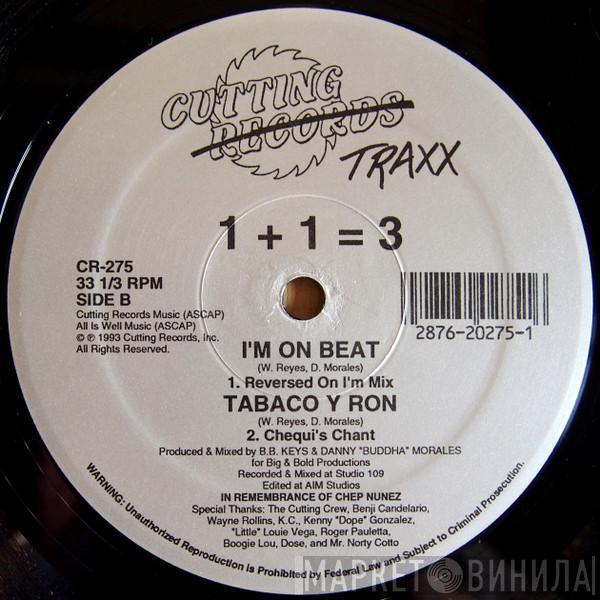 CUTTING
RECORDS
TRAXX
1 + 1 = 3
CR-275
33 1/3 RPM
SIDE B
Cutting Records Music (ASCAP)
All Is Well Music (ASCAP)
© ℗ 1993 Cutting Records, Inc.
All Rights Reserved.
2876-20275-1
I'M ON BEAT
(W. Reyes, D. Morales)
1. Reversed On I'm Mix
TABACO Y RON
(W. Reyes, D. Morales)
2. Chequi's Chant
Produced & Mixed by B.B. KEYS & DANNY "BUDDHA" MORALES
for Big & Bold Productions
Recorded & Mixed at Studio 109
Edited at AIM Studios
IN REMEMBRANCE OF CHEP NUNEZ
Special Thanks: The Cutting Crew, Benji Candelario,
Wayne Rollins, K.C., Kenny "Dope" Gonzalez,
"Little" Louie Vega, Roger Pauletta,
Boogie Lou, Dose, and Mr. Norty Cotto
WARNING: Unauthorized Reproduction is Prohibited by Federal Law and Subject to Criminal Prosecution.
МАРКЕТ ВИНИЛА